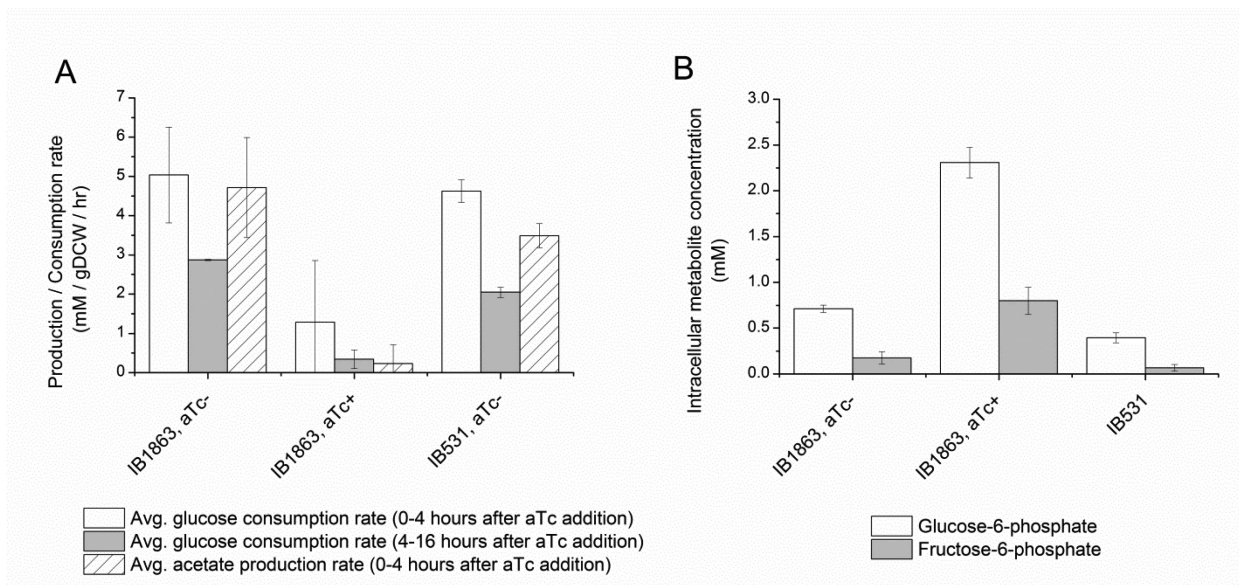 A
Production / Consumption rate
(mM / gDCW / hr)
7
6
5
4
3
2
1
0
IB1863, aTc-
IB1863, aTc+
IB531, aTc-
Avg. glucose consumption rate (0-4 hours after aTc addition)
Avg. glucose consumption rate (4-16 hours after aTc addition)
Avg. acetate production rate (0-4 hours after aTc addition)
B
Intracellular metabolite concentration
(mM)
3.0
2.5
2.0
1.5
1.0
0.5
0.0
IB1863, aTc-
IB1863, aTc+
IB531
Glucose-6-phosphate
Fructose-6-phosphate